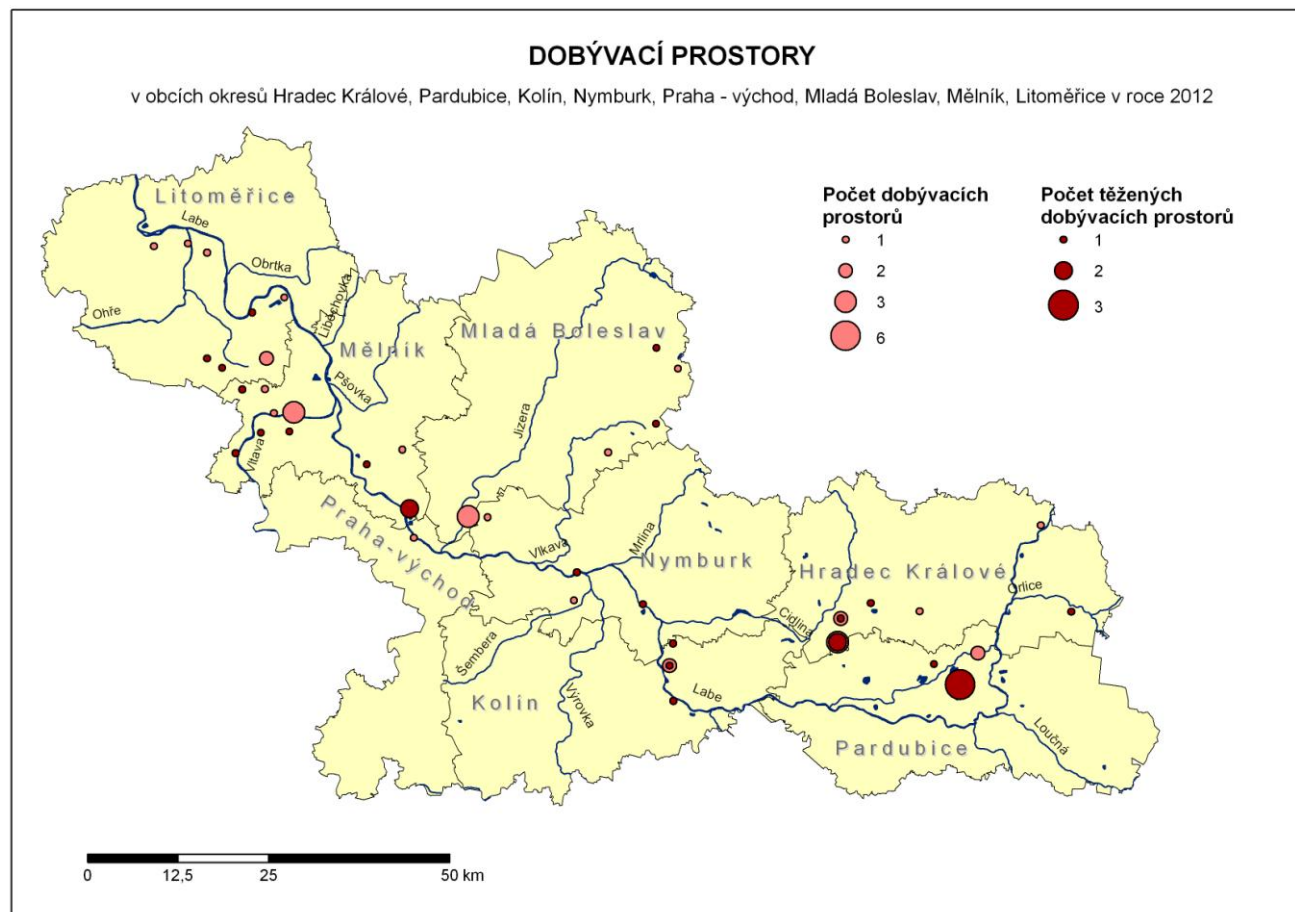 DOBÝVACÍ PROSTORY
v obcích okresů Hradec Králové, Pardubice, Kolín, Nymburk, Praha - východ, Mladá Boleslav, Mělník, Litoměřice v roce 2012
Počet dobývacích
prostorů
1
2
3
6
Počet těžených
dobývacích prostorů
1
2
3
Litoměřice
Labe
Obrtka
Liběchovka
Ohře
Mělník
Mladá Boleslav
Pšovka
Jizera
Vltava
Praha-východ
Vlkava
Mrlina
Nymburk
Hradec Králové
Orlice
Cidlina
Šembera
Kolín
Výrovka
Labe
Pardubice
Loučná
0
12,5
25
50 km